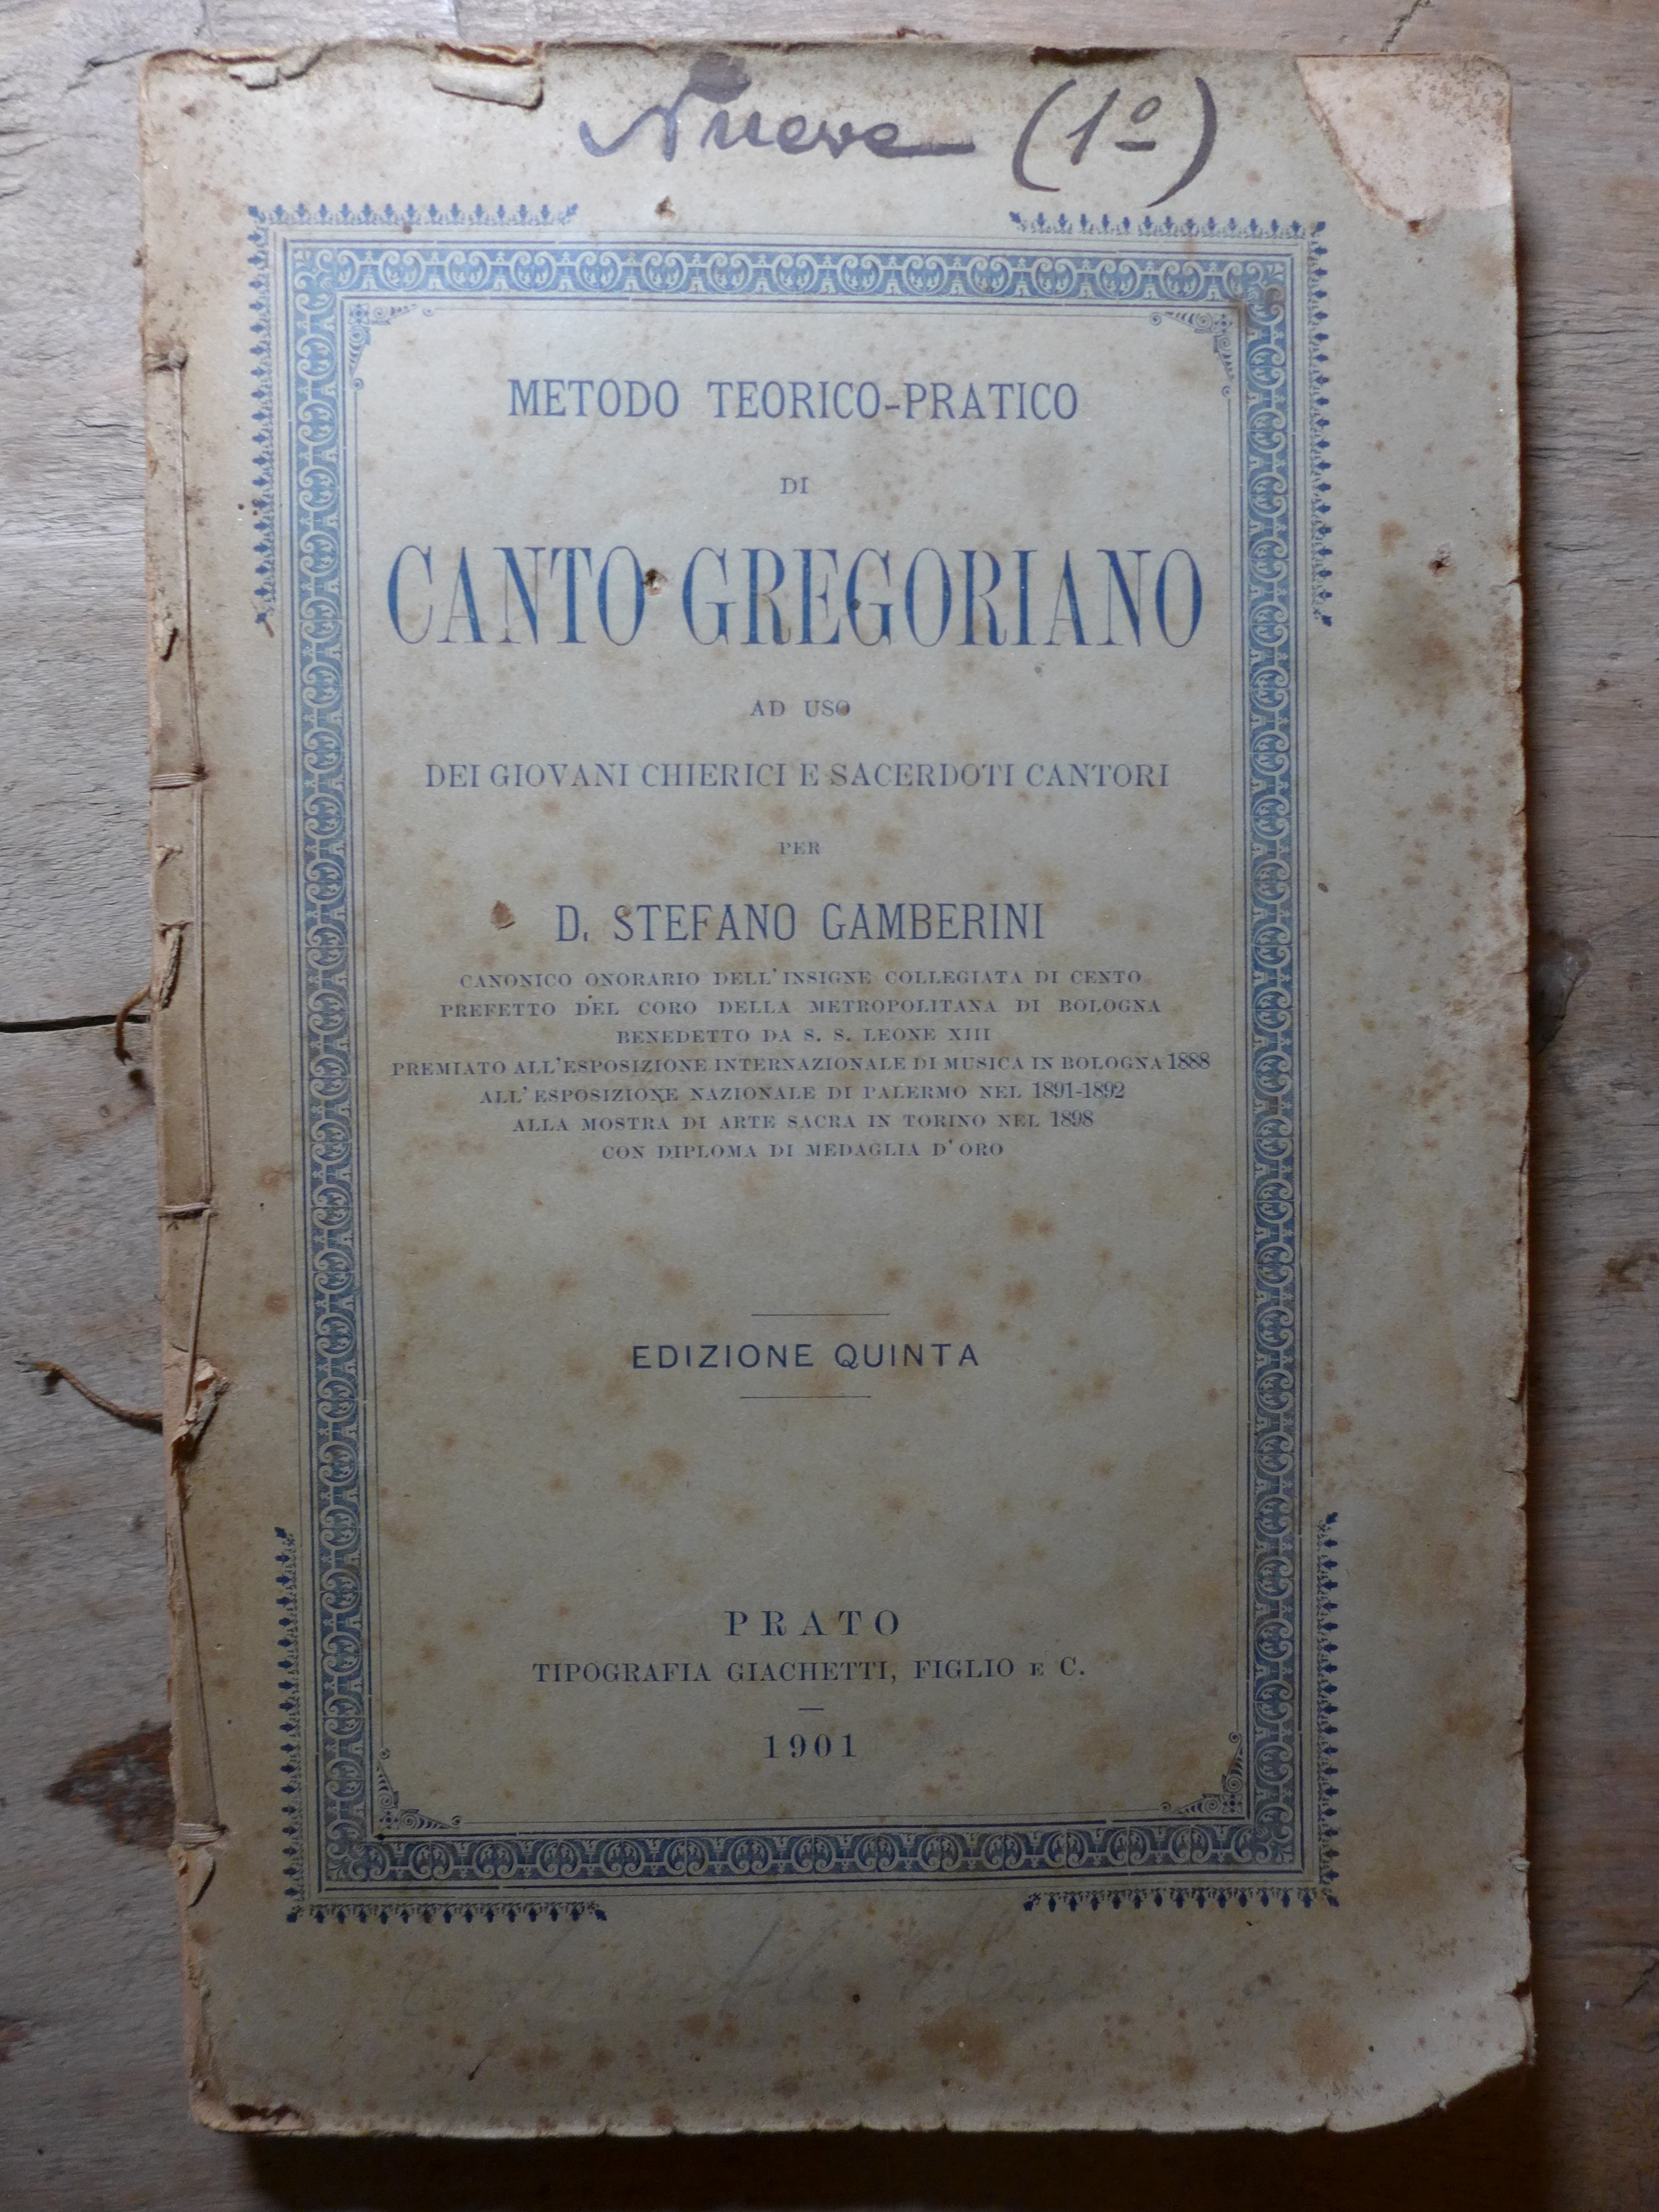 Nueve (1º)
METODO TEORICO-PRATICO
DI
CANTO GREGORIANO
AD USO
DEI GIOVANI CHIERICI E SACERDOTI CANTORI
PER
D. STEFANO GAMBERINI
CANONICO ONORARIO DELL'INSIGNE COLLEGIATA DI CENTO
PREFETTO DEL CORO DELLA METROPOLITANA DI BOLOGNA
BENEDETTO DA S. S. LEONE XIII
PREMIATO ALL'ESPOSIZIONE INTERNAZIONALE DI MUSICA IN BOLOGNA 1888
ALL'ESPOSIZIONE NAZIONALE DI PALERMO NEL 1891-1892
ALLA MOSTRA DI ARTE SACRA IN TORINO NEL 1898
CON DIPLOMA DI MEDAGLIA D'ORO
EDIZIONE QUINTA
PRATO
TIPOGRAFIA GIACHETTI, FIGLIO E C.
1901